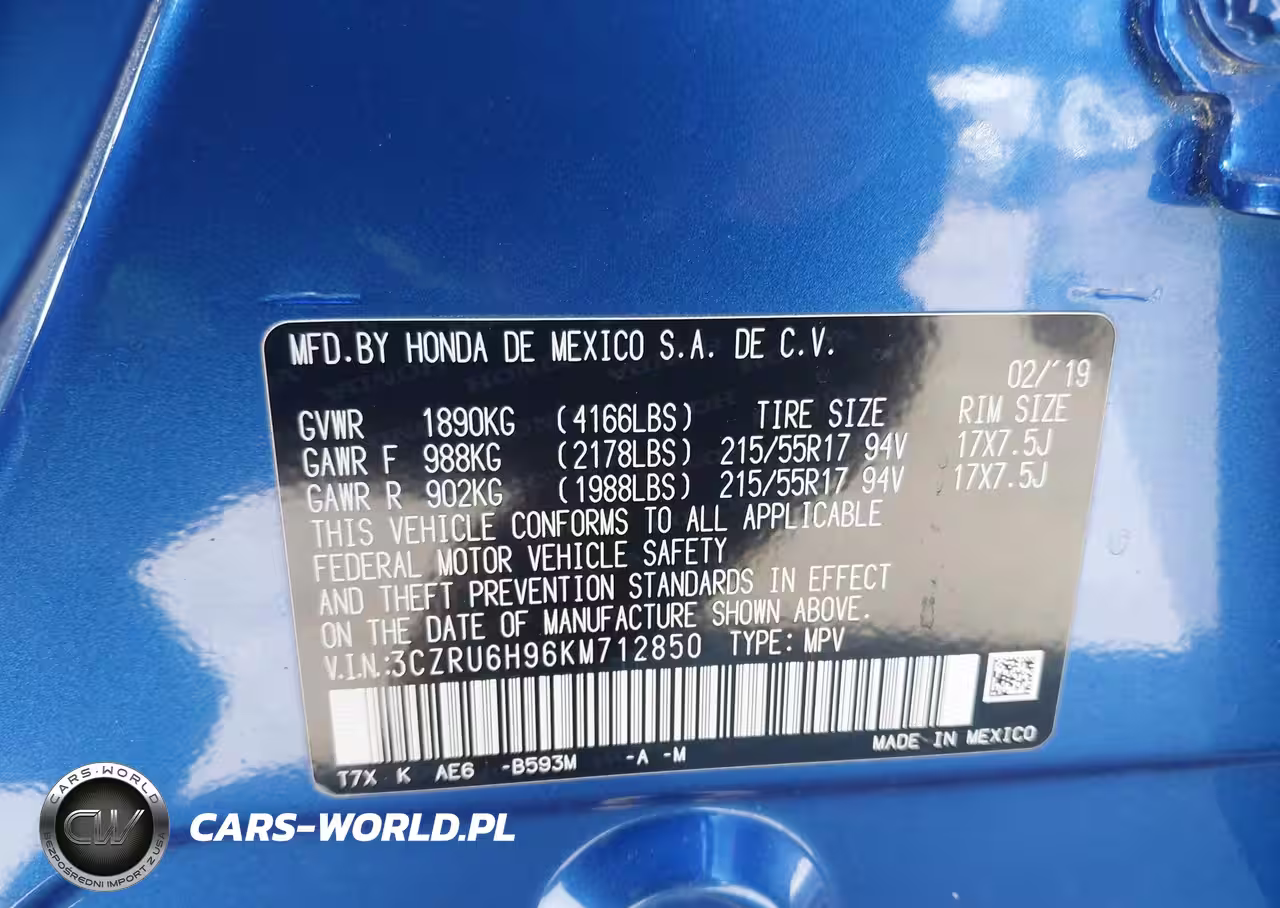 MFD.BY HONDA DE MEXICO S.A. DE C.V.
02/'19
GVWR 1890KG (4166LBS) TIRE SIZE RIM SIZE
GAWR F 988KG (2178LBS) 215/55R17 94V 17X7.5J
GAWR R 902KG (1988LBS) 215/55R17 94V 17X7.5J
THIS VEHICLE CONFORMS TO ALL APPLICABLE
FEDERAL MOTOR VEHICLE SAFETY
AND THEFT PREVENTION STANDARDS IN EFFECT
ON THE DATE OF MANUFACTURE SHOWN ABOVE.
V.I.N.:3CZRU6H96KM712850 TYPE: MPV
MADE IN MEXICO
T7X K AE6 -B593M -A -M
CARS-WORLD
CW
BEZPOŚREDNI IMPORT Z USA
CARS-WORLD.PL